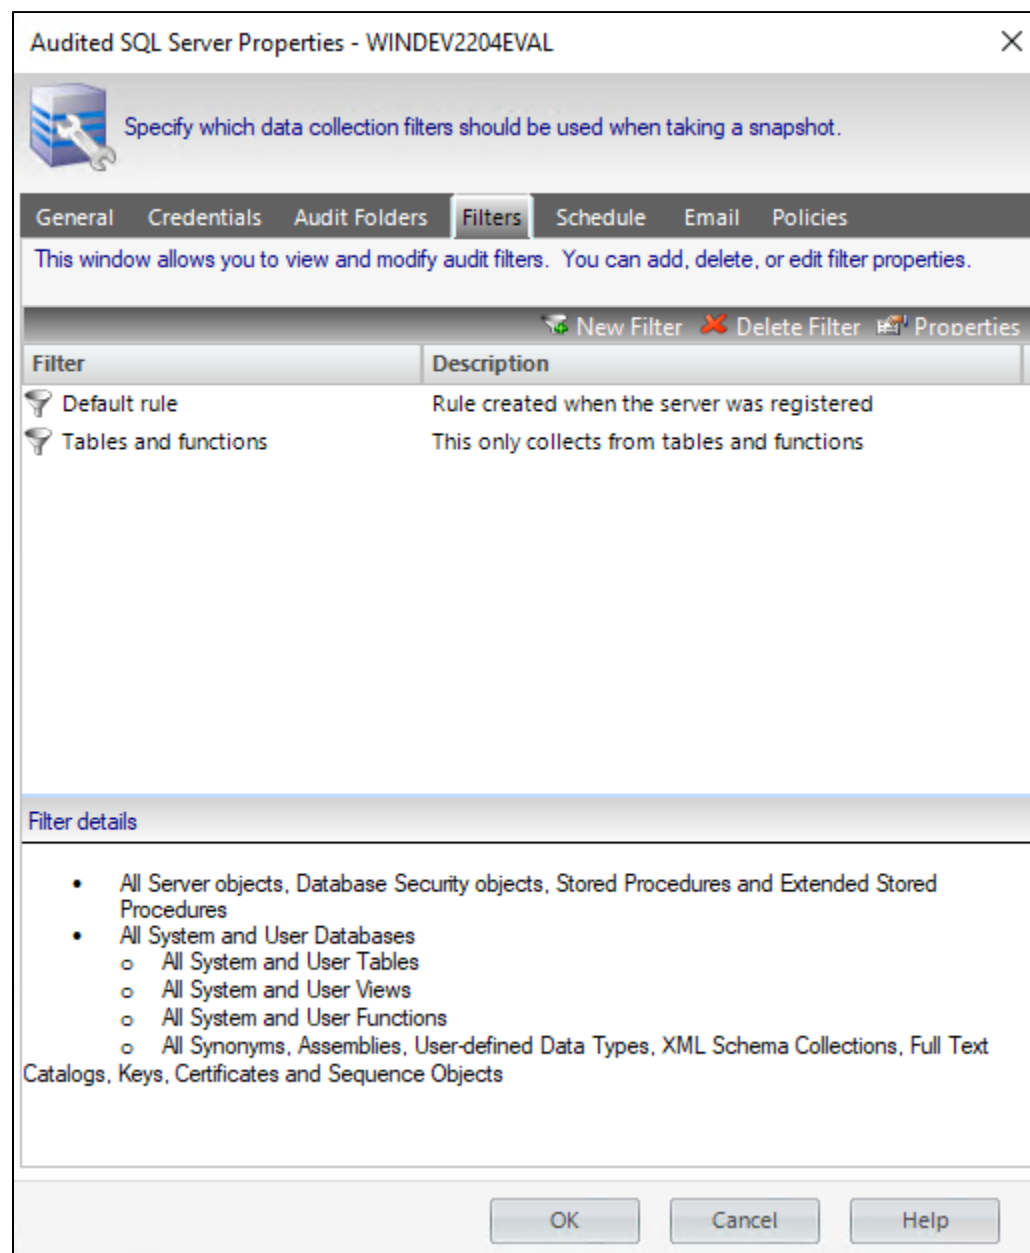 Audited SQL Server Properties - WINDEV2204EVAL
Specify which data collection filters should be used when taking a snapshot.
General Credentials Audit Folders Filters Schedule Email Policies
This window allows you to view and modify audit filters. You can add, delete, or edit filter properties.
New Filter Delete Filter Properties
Filter Description
Default rule Rule created when the server was registered
Tables and functions This only collects from tables and functions
Filter details
• All Server objects, Database Security objects, Stored Procedures and Extended Stored
Procedures
• All System and User Databases
o All System and User Tables
o All System and User Views
o All System and User Functions
o All Synonyms, Assemblies, User-defined Data Types, XML Schema Collections, Full Text
Catalogs, Keys, Certificates and Sequence Objects
OK Cancel Help